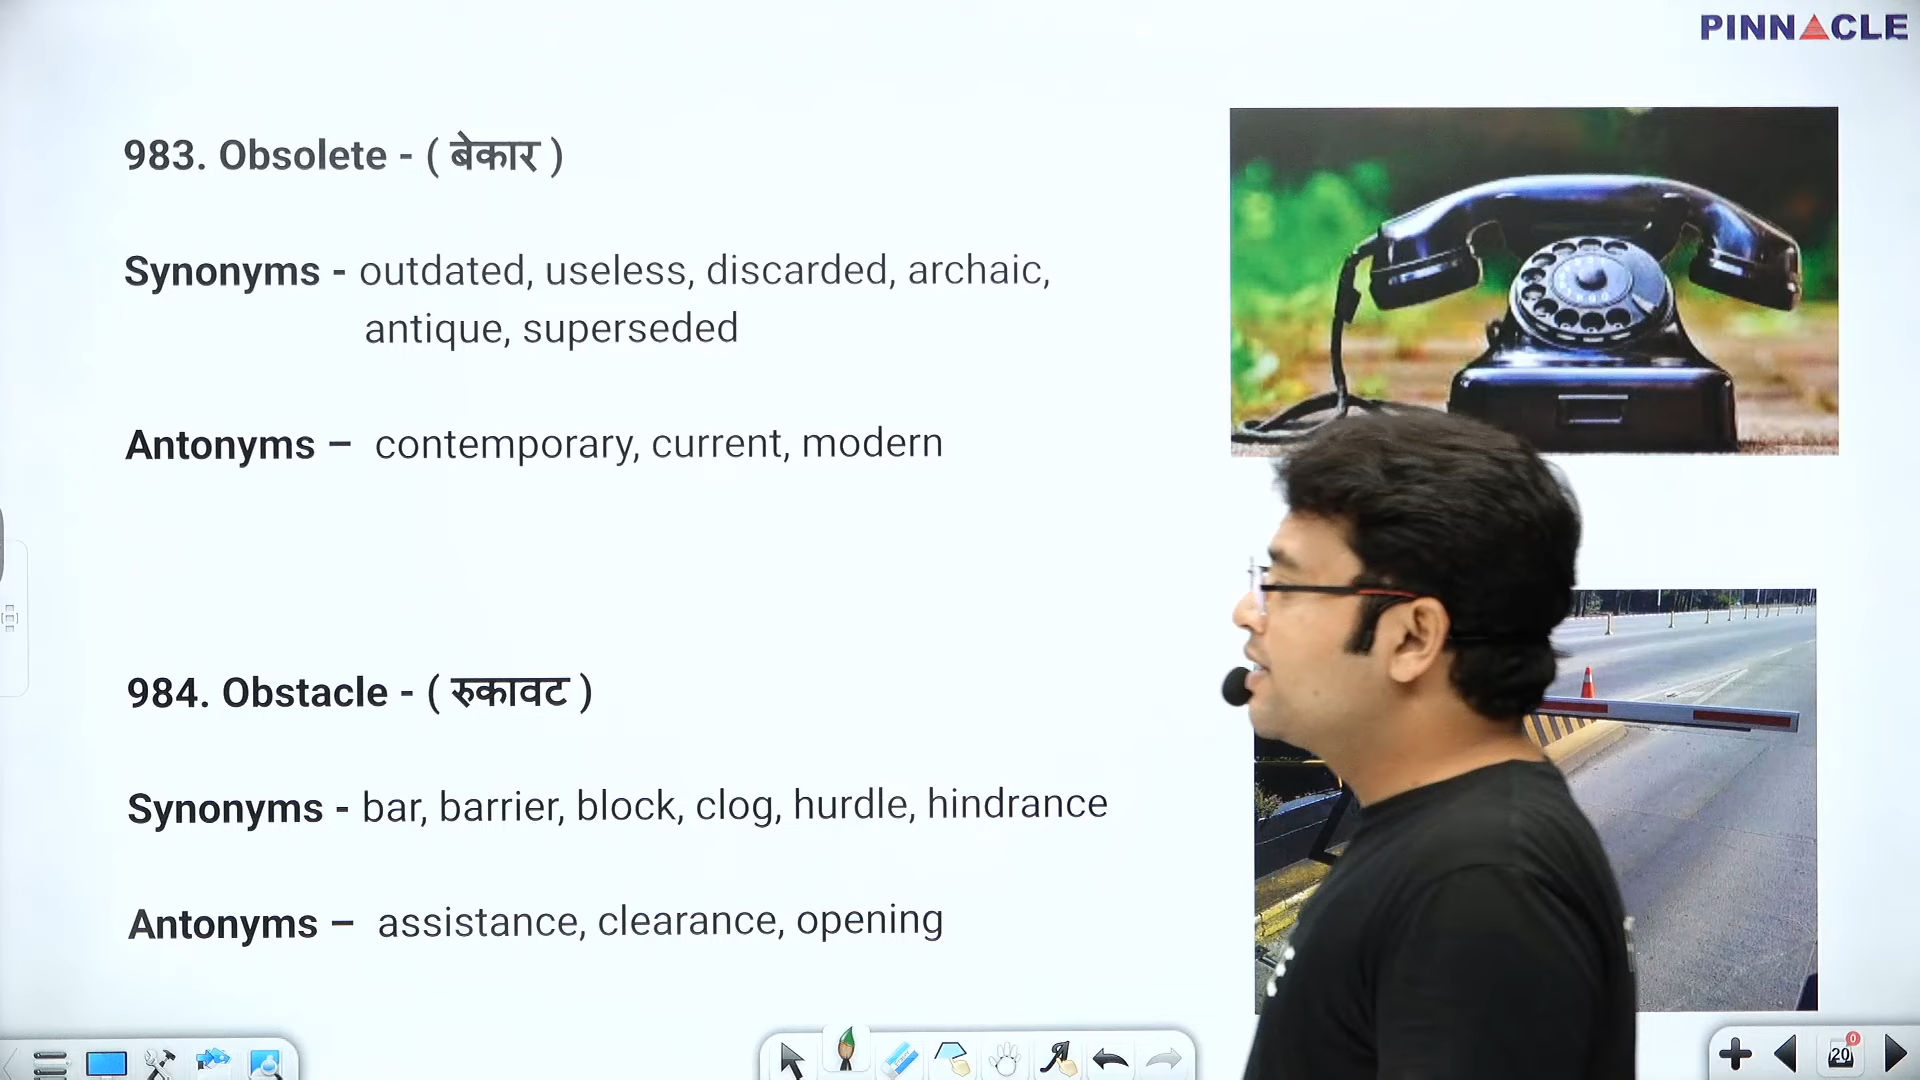 PINNACLE
983. Obsolete - ( बेकार )
Synonyms - outdated, useless, discarded, archaic,
antique, superseded
Antonyms – contemporary, current, modern
984. Obstacle - ( रुकावट )
Synonyms - bar, barrier, block, clog, hurdle, hindrance
Antonyms – assistance, clearance, opening
20
0